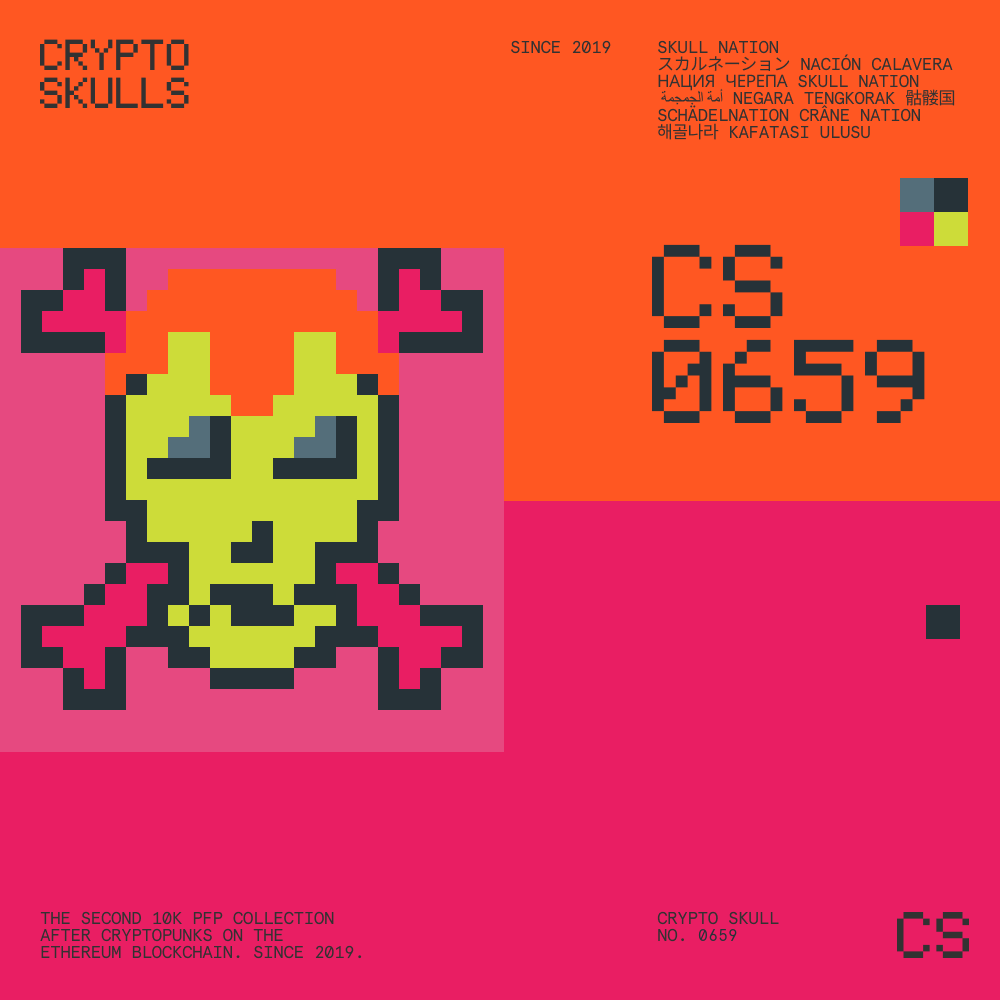 CRYPTO
SKULLS
SINCE 2019
SKULL NATION
スカルネーション NACIÓN CALAVERA
НАЦИЯ ЧЕРЕПА SKULL NATION
أمة الجمجمة NEGARA TENGKORAK 骷髅国
SCHÄDELNATION CRÂNE NATION
해골나라 KAFATASI ULUSU
CS
0659
THE SECOND 10K PFP COLLECTION
AFTER CRYPTOPUNKS ON THE
ETHEREUM BLOCKCHAIN. SINCE 2019.
CRYPTO SKULL
NO. 0659
CS